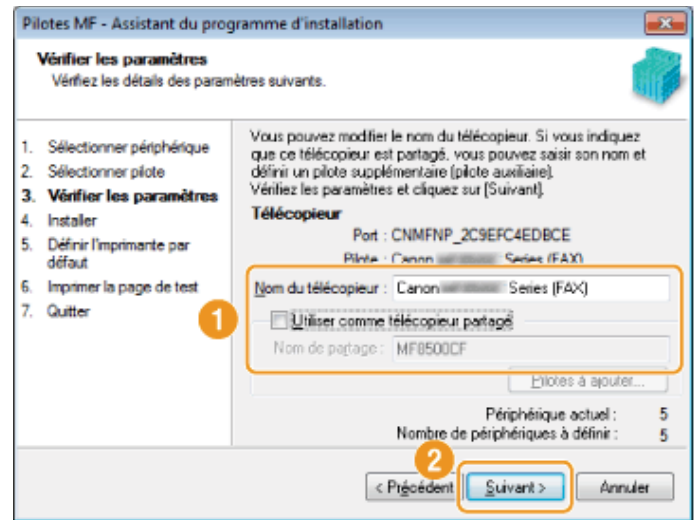 Pilotes MF - Assistant du programme d'installation
Vérifier les paramètres
Vérifiez les détails des paramètres suivants.
1. Sélectionner périphérique
2. Sélectionner pilote
3. Vérifier les paramètres
4. Installer
5. Définir l'imprimante par
défaut
6. Imprimer la page de test
7. Quitter
Vous pouvez modifier le nom du télécopieur. Si vous indiquez
que ce télécopieur est partagé, vous pouvez saisir son nom et
définir un pilote supplémentaire (pilote auxiliaire).
Vérifiez les paramètres et cliquez sur [Suivant].
Télécopieur
Port : CNMFNP_2C9EFC4EDBCE
Pilote : Canon Series (FAX)
1
Nom du télécopieur : Canon Series (FAX)
Utiliser comme télécopieur partagé
Nom de partage : MF8500CF
Pilotes à ajouter...
Périphérique actuel : 5
Nombre de périphériques à définir : 5
2
< Précédent
Suivant >
Annuler